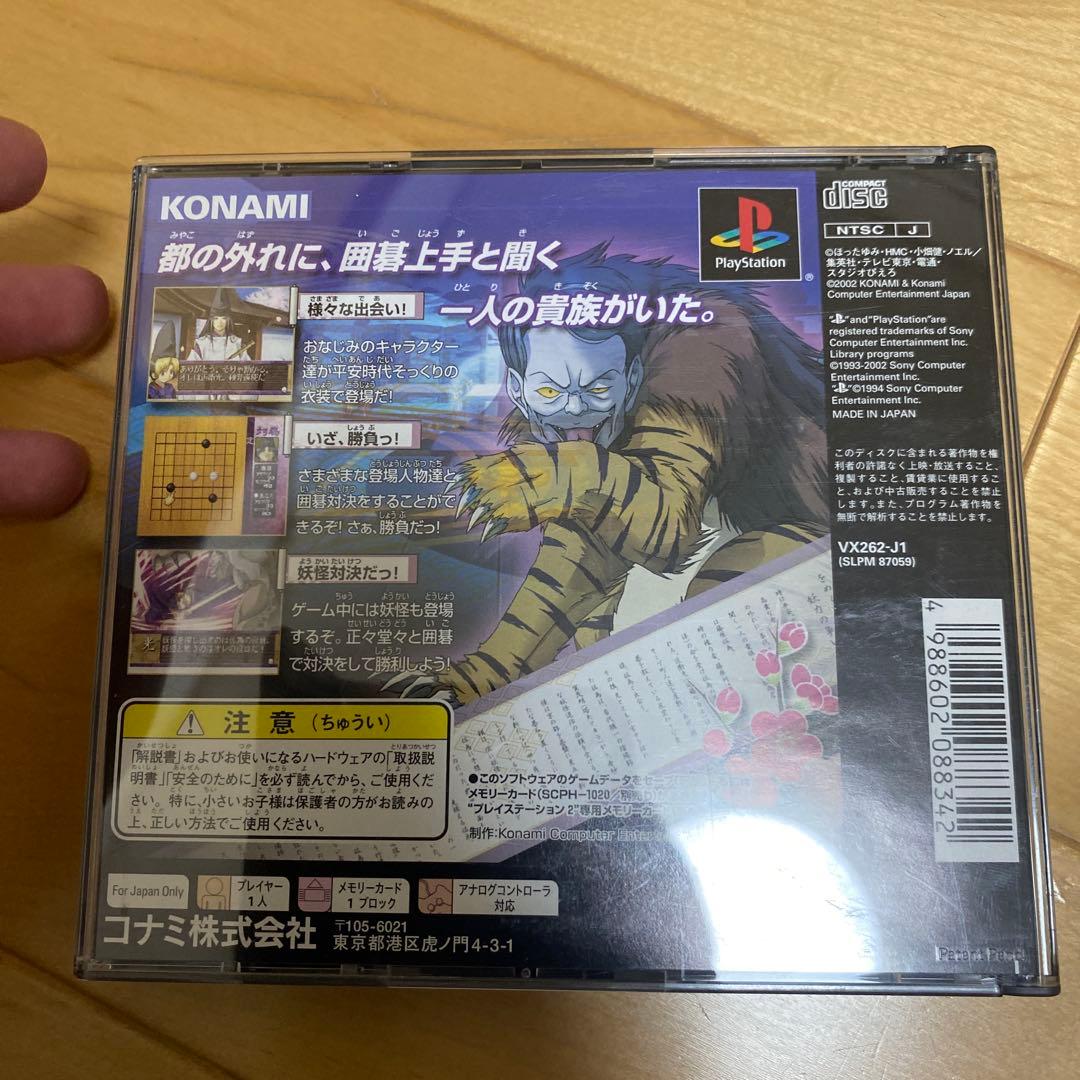 KONAMI
都の外れに、囲碁上手と聞く
一人の貴族がいた。
PlayStation
様々な出会い!
おなじみのキャラクター
達が平安時代そっくりの
衣装で登場だ!
いざ、勝負っ!
さまざまな登場人物達と
囲碁対決をすることがで
きるぞ! さぁ、勝負だっ!
妖怪対決だっ!
ゲーム中には妖怪も登場
するぞ。正々堂々と囲碁
で対決をして勝利しよう!
注意(ちゅうい)
「解説書」およびお使いになるハードウェアの「取扱説
明書」「安全のために」を必ず読んでから、ご使用くだ
さい。特に、小さいお子様は保護者の方がお読みの
上、正しい方法でご使用ください。
●このソフトウェアのゲームデータをセーブ
メモリーカード(SCPH-1020/別売
"プレイステーション 2"専用メモリーカー
制作:Konami Computer
For Japan Only
プレイヤー
1人
メモリーカード
1ブロック
アナログコントローラ
対応
コナミ株式会社
〒105-6021
東京都港区虎ノ門4-3-1
COMPACT
disc
NTSC J
©ほったゆみ・HMC・小畑健・ノエル/
集英社・テレビ東京・電通・
スタジオぴえろ
©2002 KONAMI & Konami
Computer Entertainment Japan
"PS"and"PlayStation"are
registered trademarks of Sony
Computer Entertainment Inc.
Library programs
©1993-2002 Sony Computer
Entertainment Inc.
"PS"©1994 Sony Computer
Entertainment Inc.
MADE IN JAPAN
このディスクに含まれる著作物を権
利者の許諾なく上映・放送すること、
複製すること、賃貸業に使用するこ
と、および中古販売することを禁止
します。また、プログラム著作物を
無断で解析することを禁止します。
VX262-J1
(SLPM 87059)
4 988602 088342